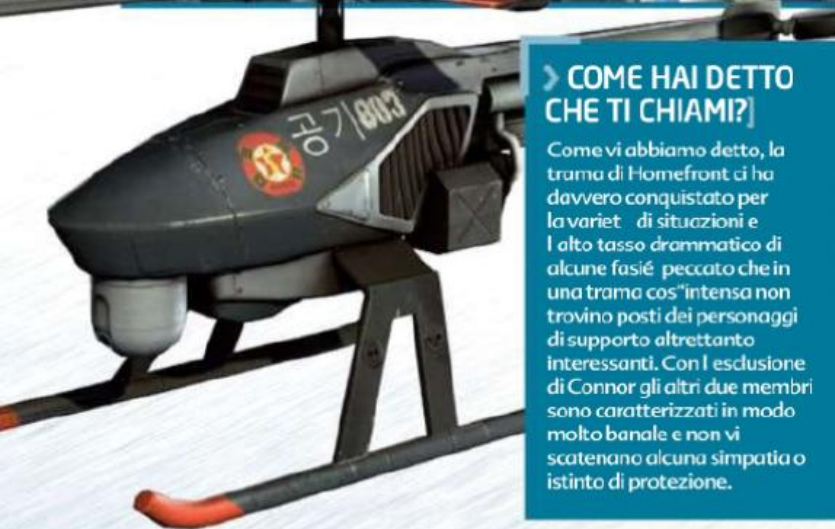 공기803
› COME HAI DETTO
CHE TI CHIAMI?]
Come vi abbiamo detto, la
trama di Homefront ci ha
davvero conquistato per
la variet di situazioni e
l alto tasso drammatico di
alcune fasié peccato che in
una trama cos"intensa non
trovino posti dei personaggi
di supporto altrettanto
interessanti. Con l esclusione
di Connor gli altri due membri
sono caratterizzati in modo
molto banale e non vi
scatenano alcuna simpatia o
istinto di protezione.